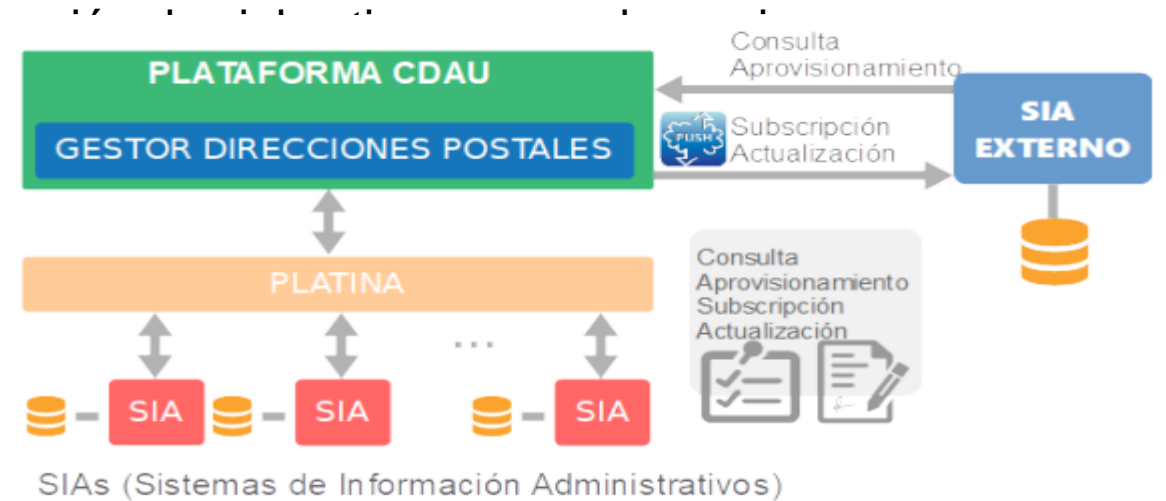 PLATAFORMA CDAU
GESTOR DIRECCIONES POSTALES
Consulta
Aprovisionamiento
PUSH
Subscripción
Actualización
SIA
EXTERNO
PLATINA
Consulta
Aprovisionamiento
Subscripción
Actualización
...
SIA
SIA
SIA
SIAs (Sistemas de Información Administrativos)